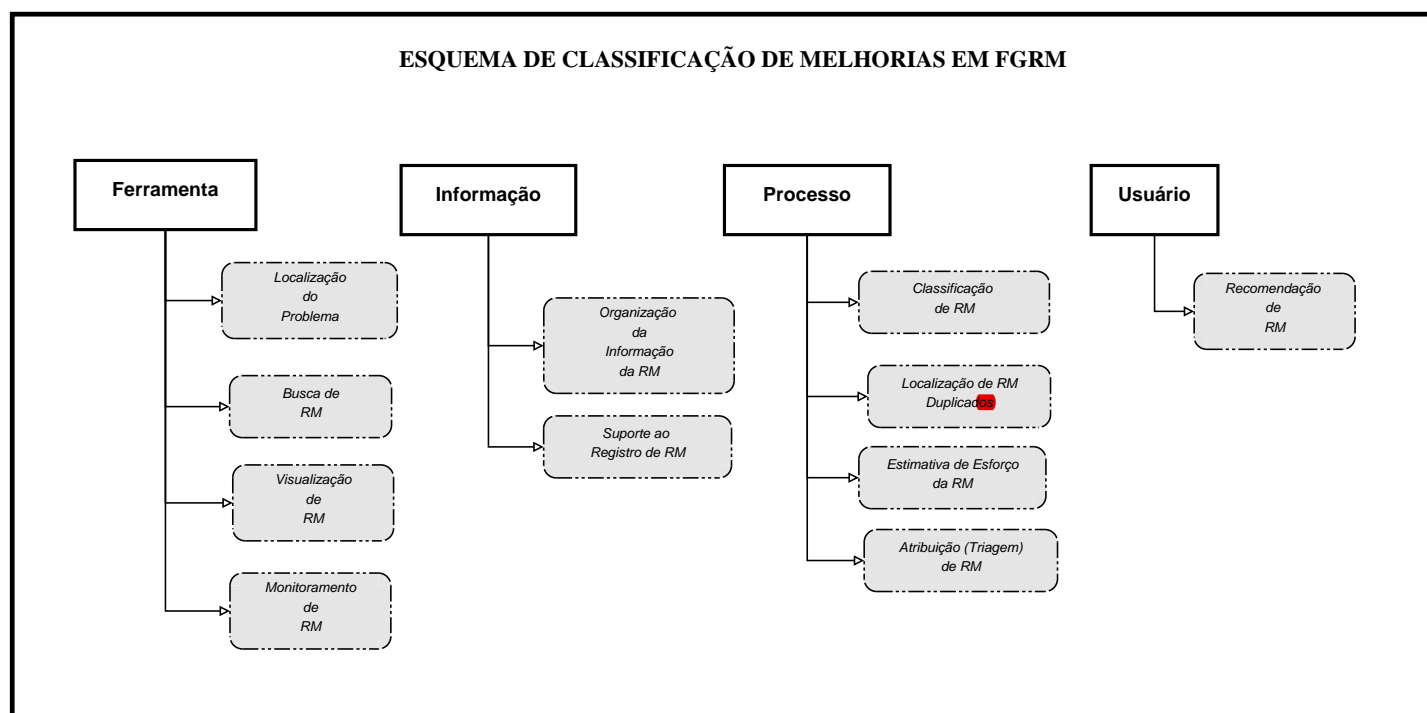 ESQUEMA DE CLASSIFICAÇÃO DE MELHORIAS EM FGRM
Ferramenta
Localização
do
Problema
Busca de
RM
Visualização
de
RM
Monitoramento
de
RM
Informação
Organização
da
Informação
da RM
Suporte ao
Registro de RM
Processo
Classificação
de RM
Localização de RM
Duplicados
Estimativa de Esforço
da RM
Atribuição (Triagem)
de RM
Usuário
Recomendação
de
RM